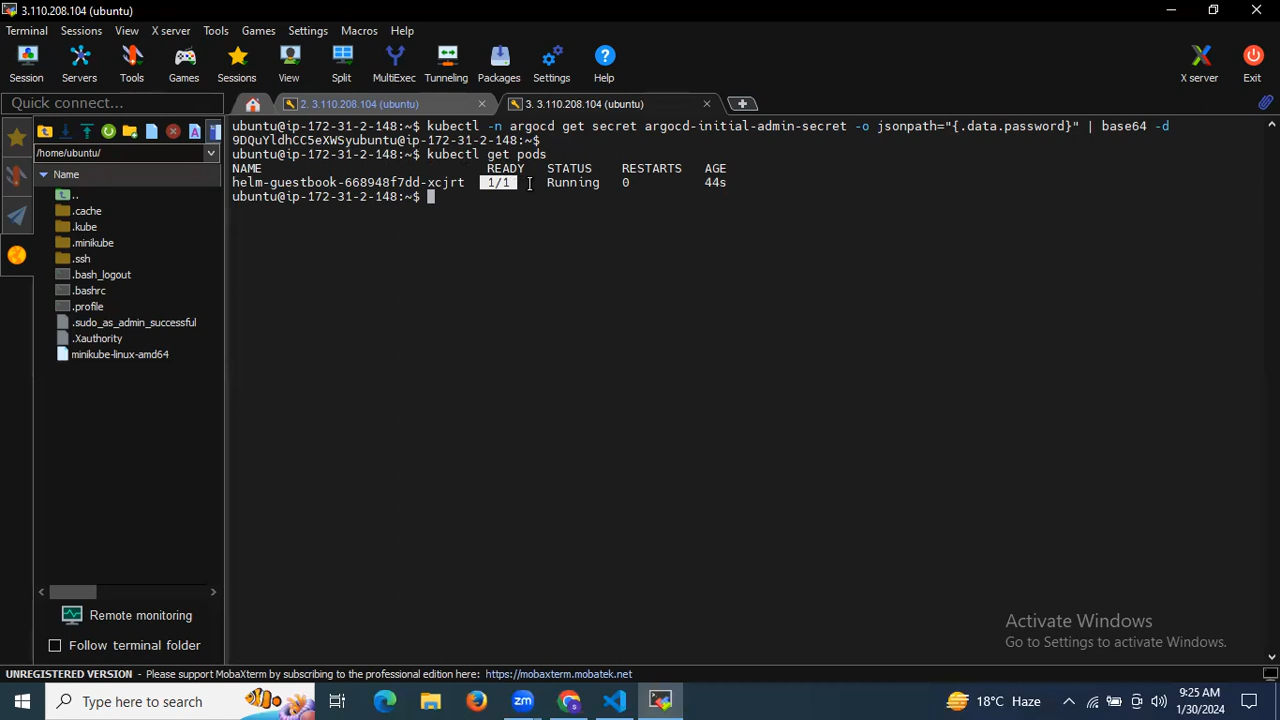 3.110.208.104 (ubuntu)
Terminal Sessions View X server Tools Games Settings Macros Help
Session Servers Tools Games Sessions View Split MultiExec Tunneling Packages Settings Help X server Exit
Quick connect...
2. 3.110.208.104 (ubuntu)
3. 3.110.208.104 (ubuntu)
/home/ubuntu/
Name
..
.cache
.kube
.minikube
.ssh
.bash_logout
.bashrc
.profile
.sudo_as_admin_successful
.Xauthority
minikube-linux-amd64
Remote monitoring
Follow terminal folder
ubuntu@ip-172-31-2-148:~$ kubectl -n argocd get secret argocd-initial-admin-secret -o jsonpath="{.data.password}" | base64 -d
9DQuYldhCC5eXWSyubuntu@ip-172-31-2-148:~$
ubuntu@ip-172-31-2-148:~$ kubectl get pods
NAME READY STATUS RESTARTS AGE
helm-guestbook-668948f7dd-xcjrt 1/1 Running 0 44s
ubuntu@ip-172-31-2-148:~$
Activate Windows
Go to Settings to activate Windows.
UNREGISTERED VERSION - Please support MobaXterm by subscribing to the professional edition here: https://mobaxterm.mobatek.net
Type here to search
18°C Haze
9:25 AM
1/30/2024